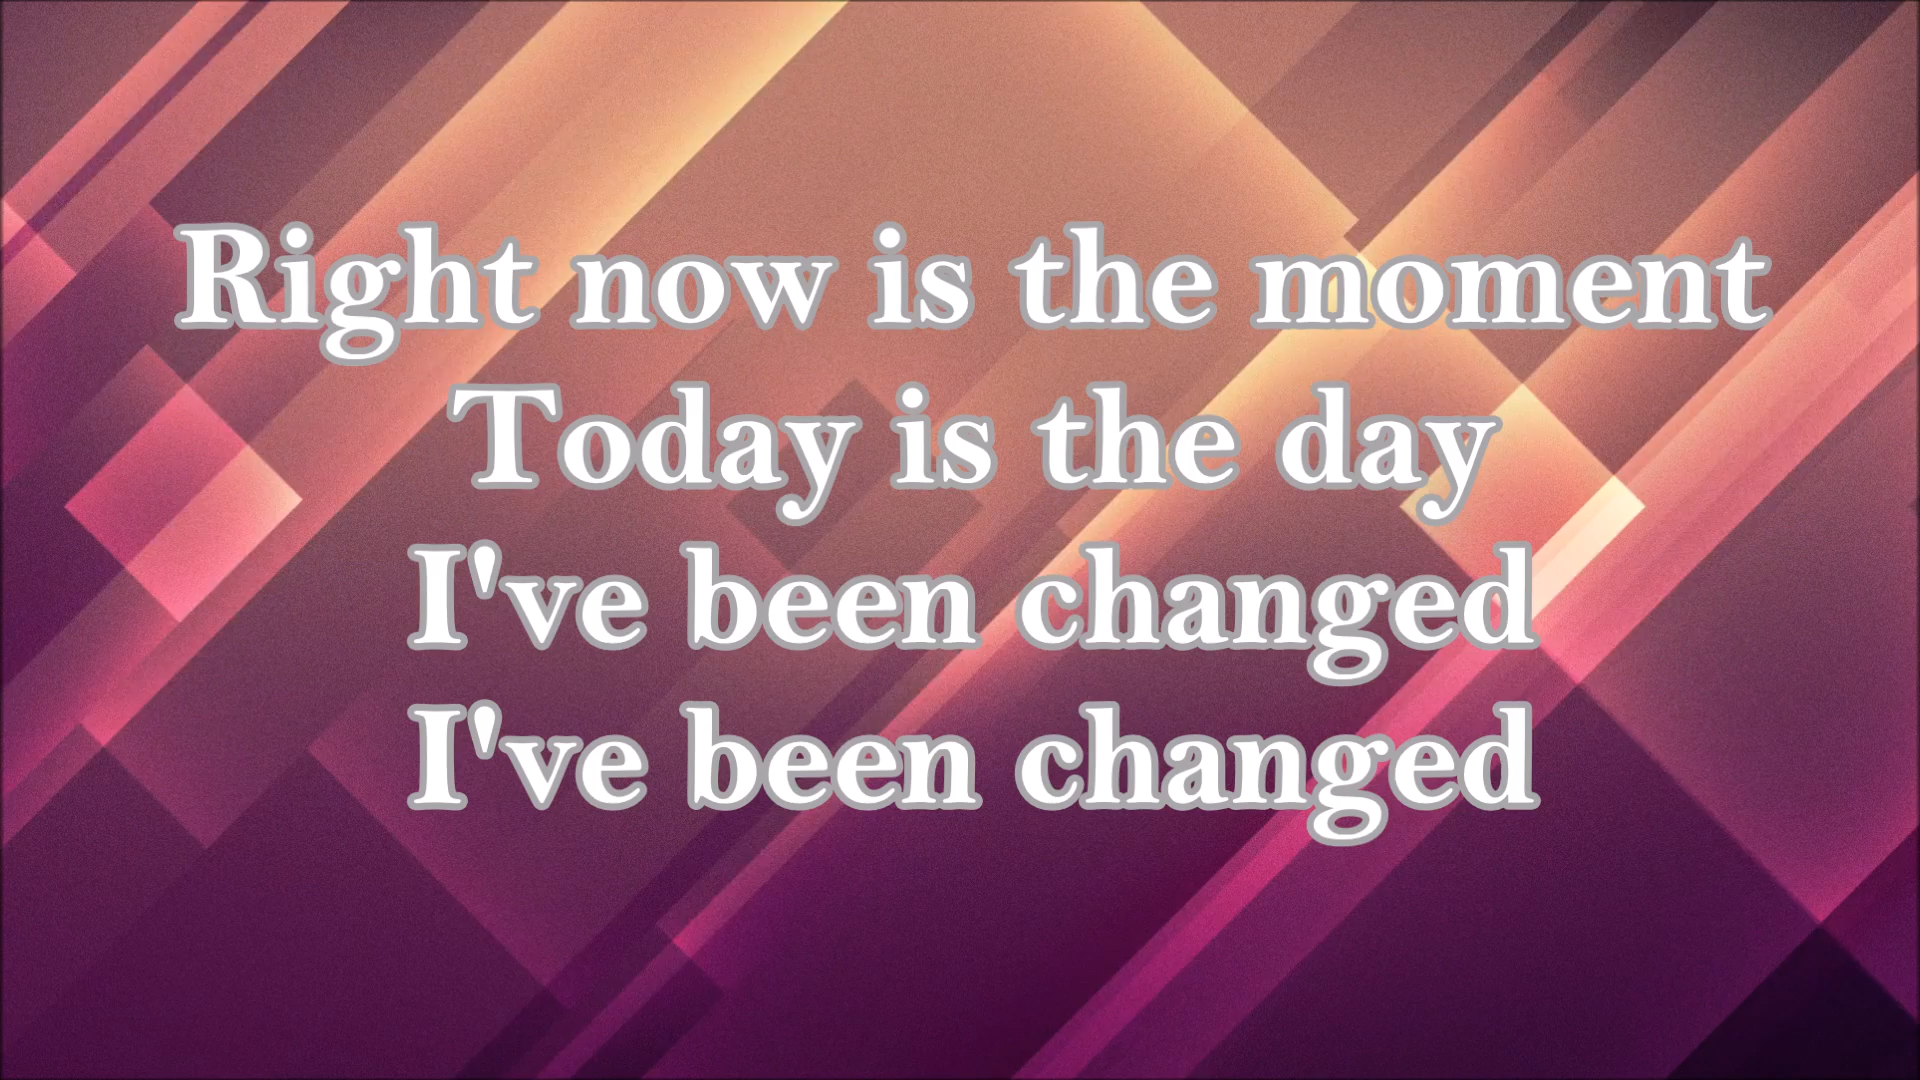 Right now is the moment
Today is the day
I've been changed
I've been changed